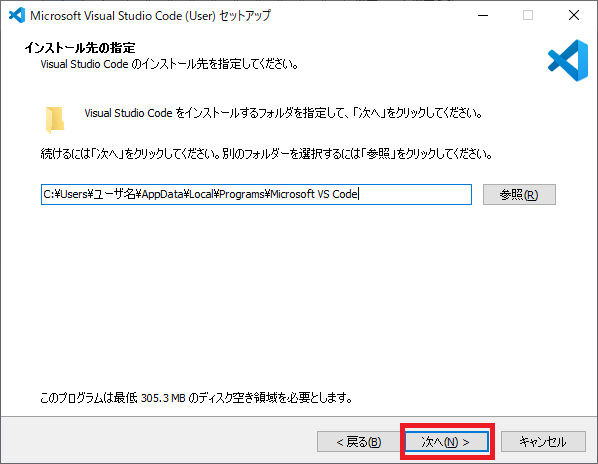 Microsoft Visual Studio Code (User) セットアップ
インストール先の指定
Visual Studio Code のインストール先を指定してください。
Visual Studio Code をインストールするフォルダを指定して、「次へ」をクリックしてください。
続けるには「次へ」をクリックしてください。別のフォルダーを選択するには「参照」をクリックしてください。
C:¥Users¥ユーザ名¥AppData¥Local¥Programs¥Microsoft VS Code
参照(R)
このプログラムは最低 305.3 MB のディスク空き領域を必要とします。
< 戻る(B)
次へ(N) >
キャンセル